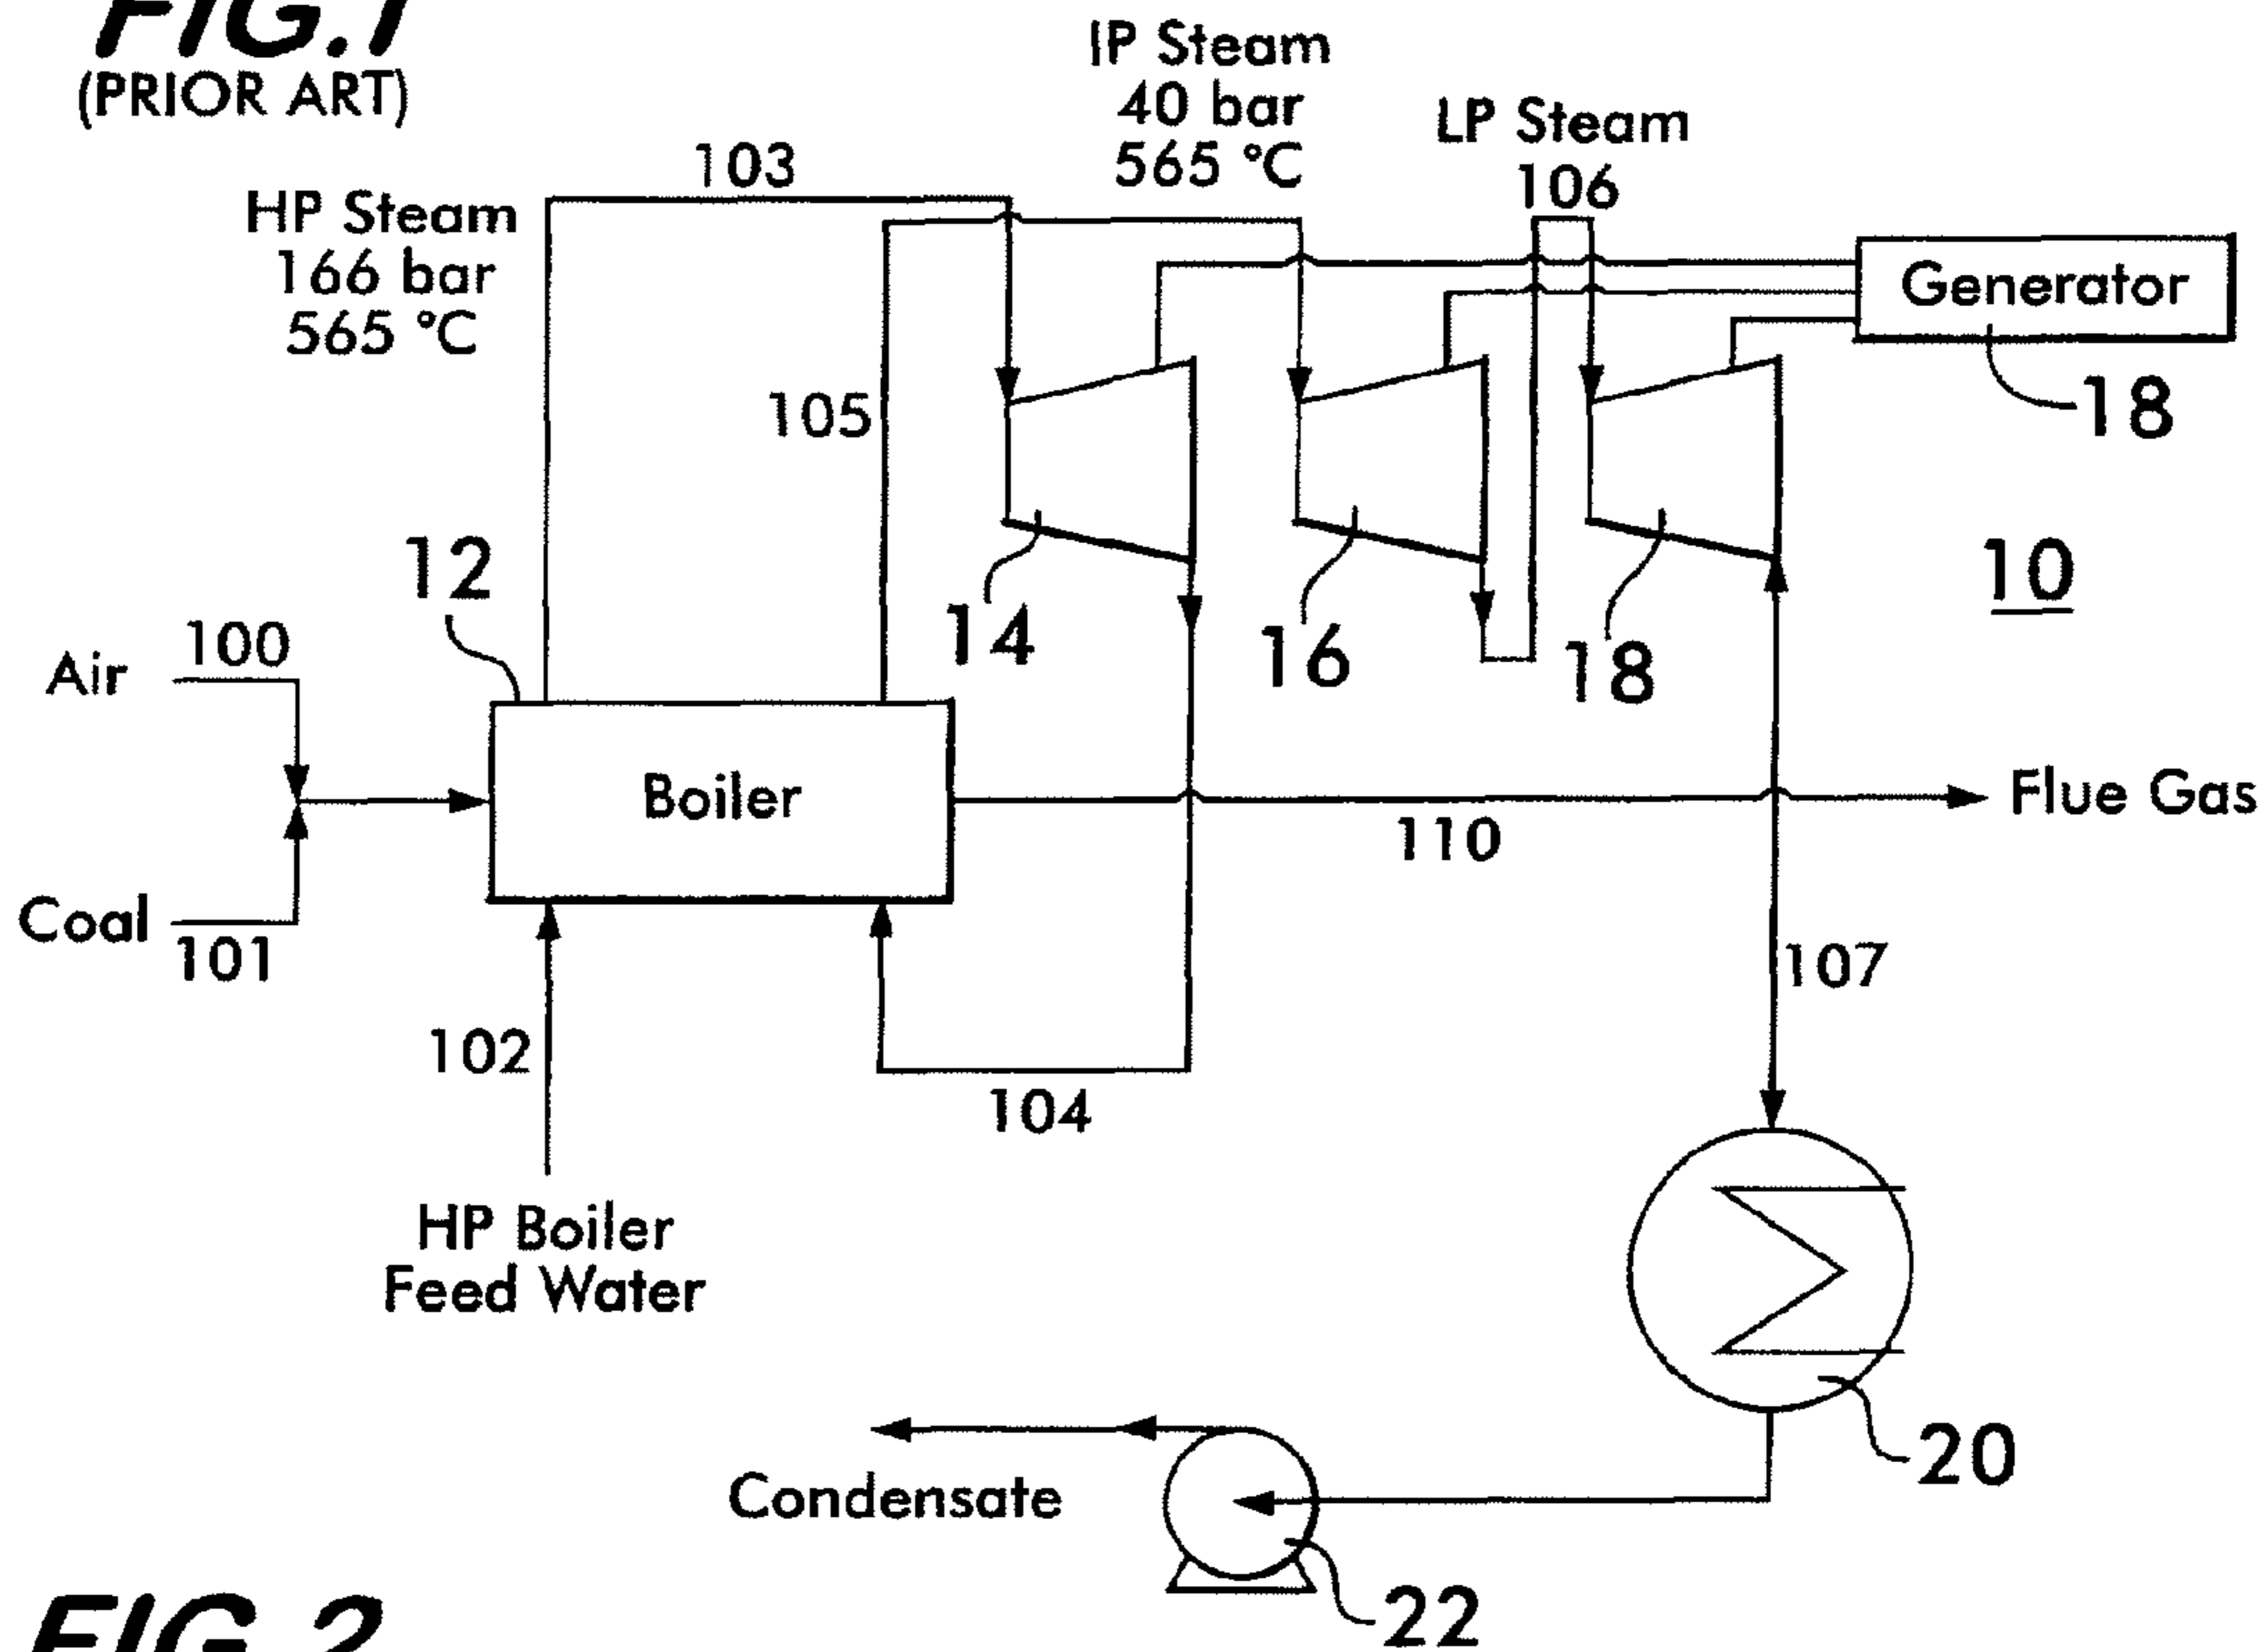 FIG.1
(PRIOR ART)
IP Steam
40 bar
565 °C
LP Steam
106
103
HP Steam
166 bar
565 °C
Generator
18
105
12
14
16
18
10
Air
100
Boiler
Flue Gas
110
Coal
101
102
107
104
HP Boiler
Feed Water
20
Condensate
22
FIG.2